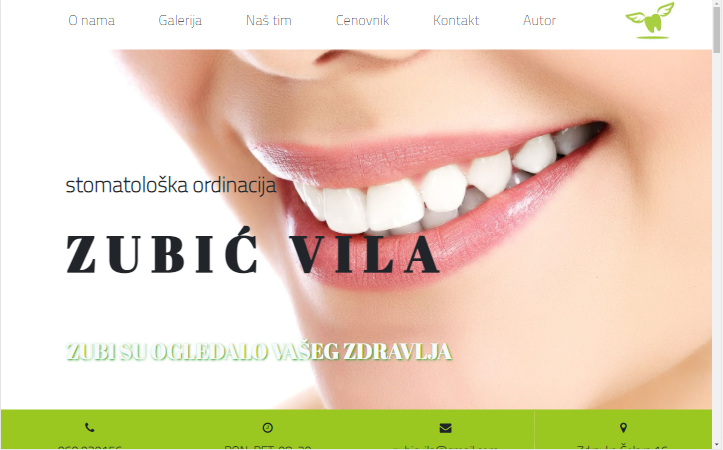 O nama Galerija Naš tim Cenovnik Kontakt Autor
stomatološka ordinacija
ZUBIĆ VILA
ZUBI SU OGLEDALO VAŠEG ZDRAVLJA